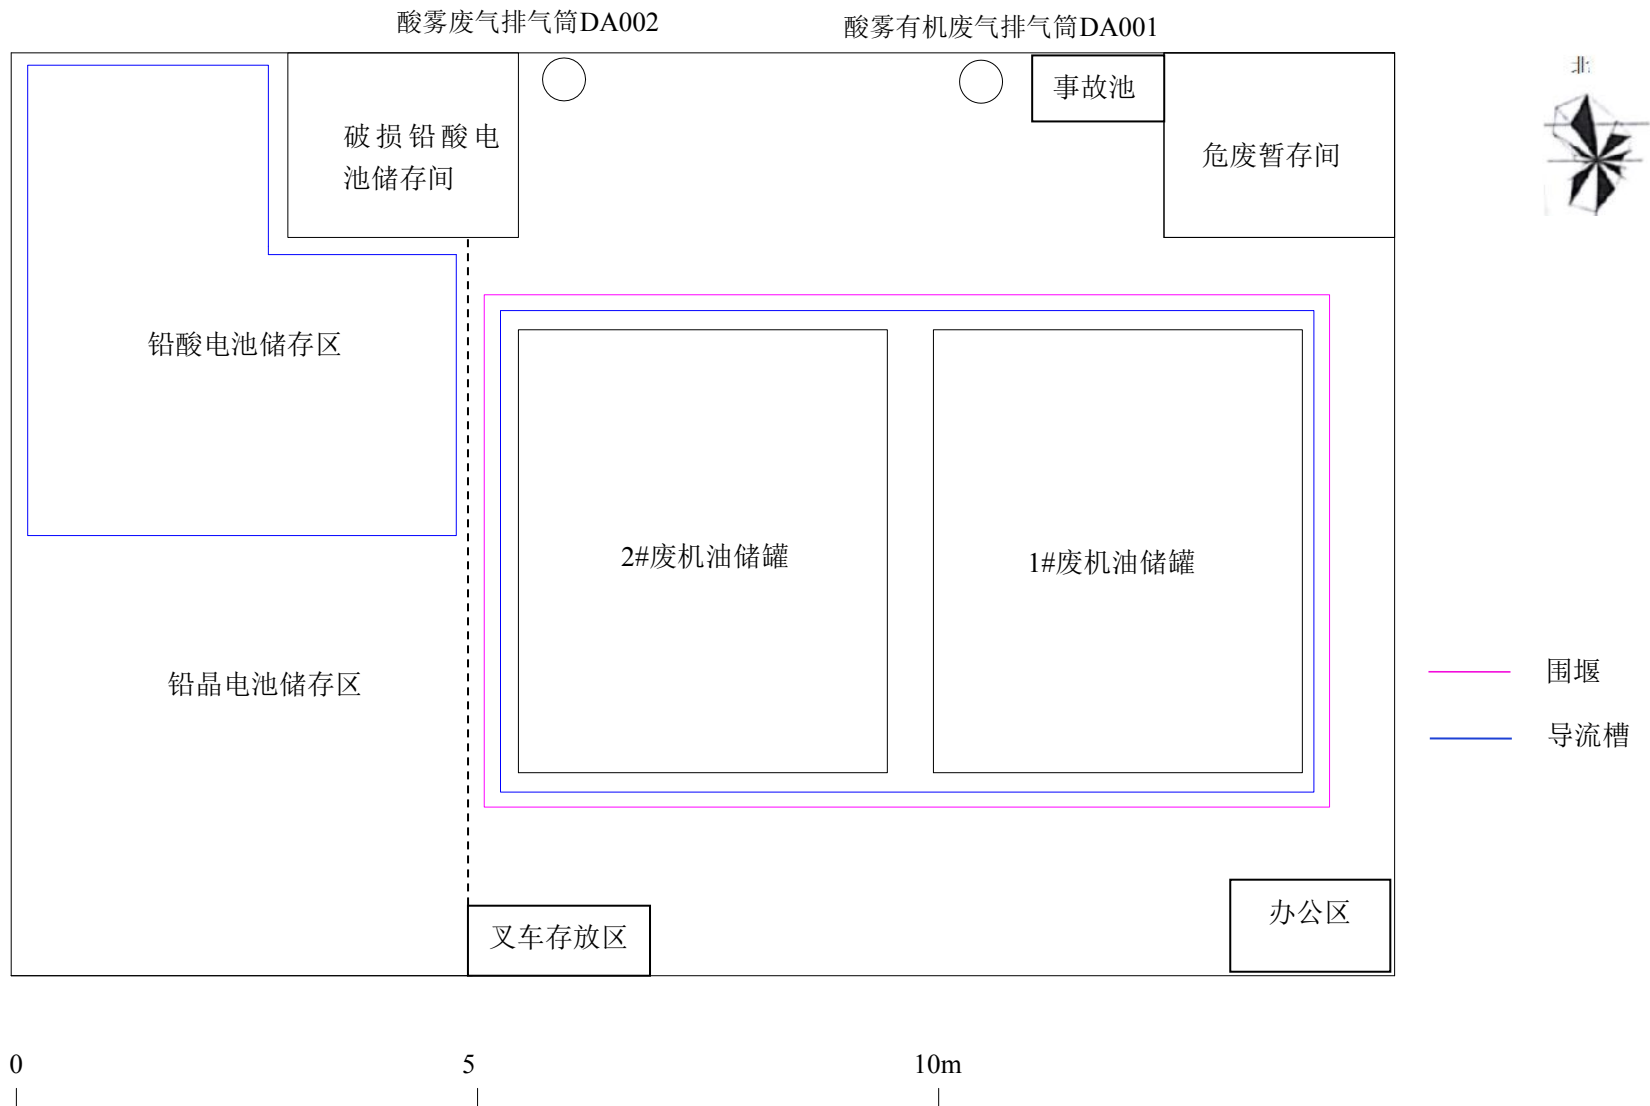 酸雾废气排气筒DA002
酸雾有机废气排气筒DA001
北
事故池
破损铅酸电
池储存间
危废暂存间
铅酸电池储存区
2#废机油储罐
1#废机油储罐
铅晶电池储存区
围堰
导流槽
办公区
叉车存放区
0
5
10m